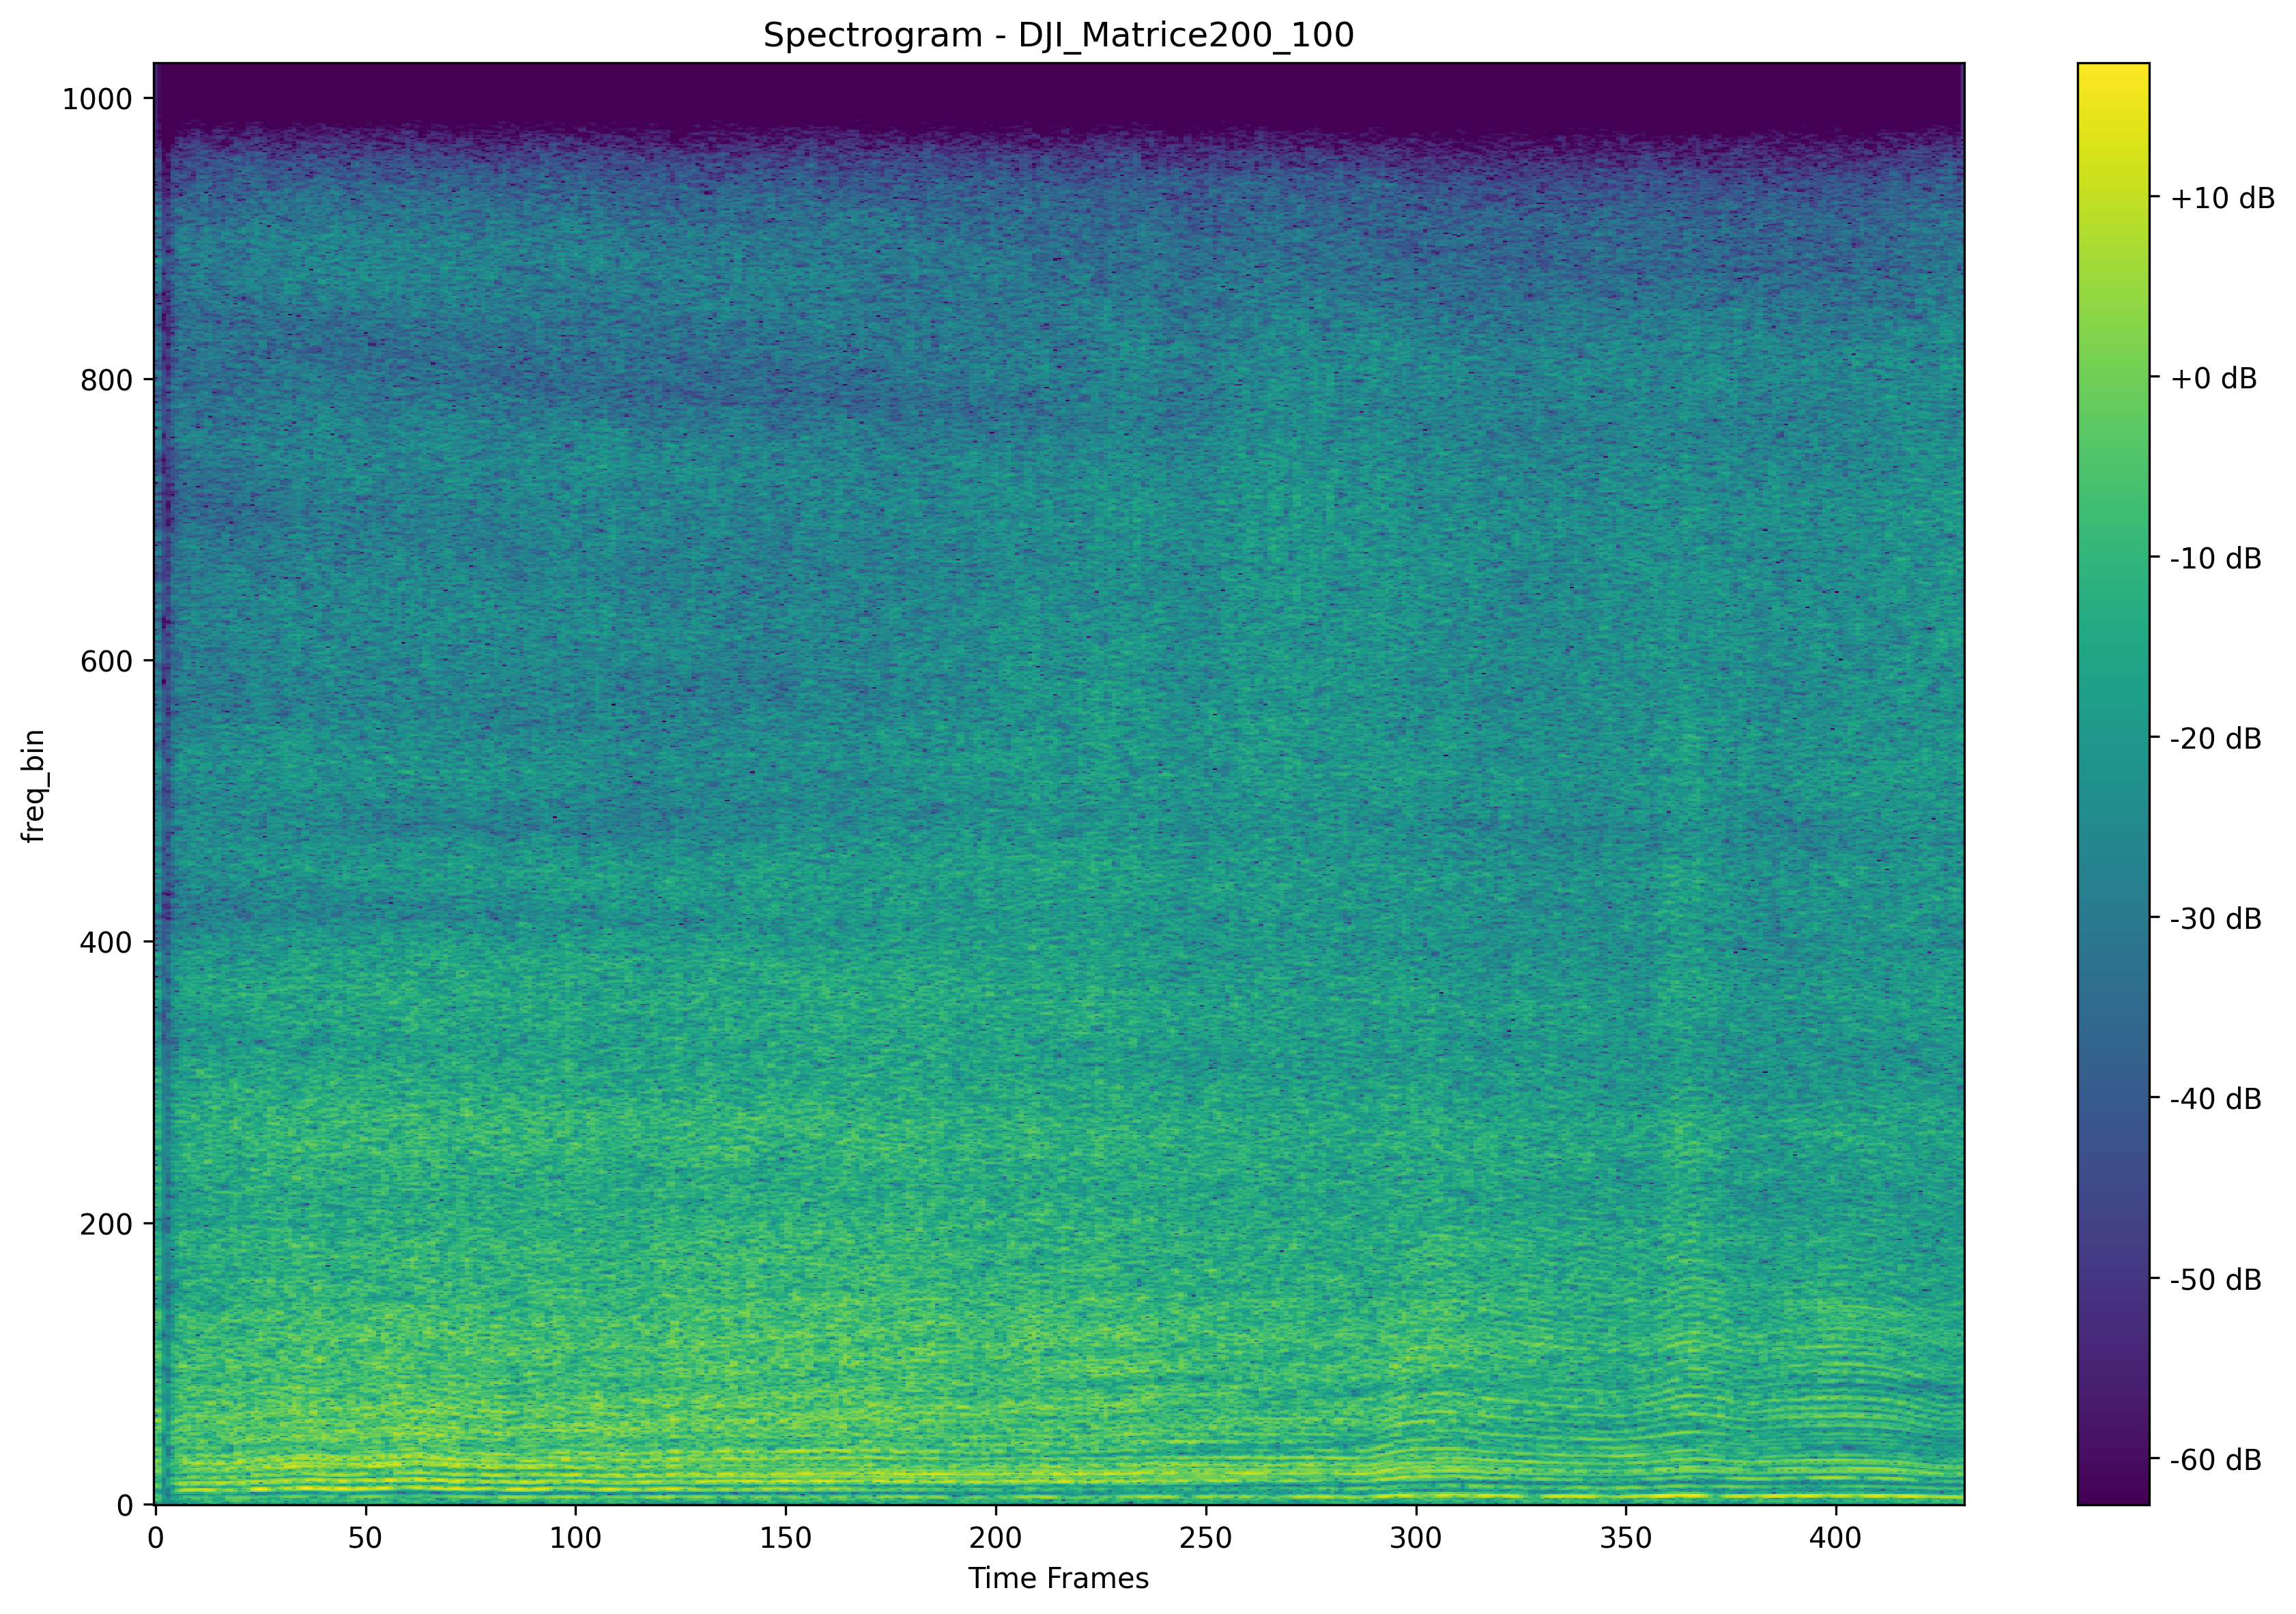 Spectrogram - DJI_Matrice200_100
1000
800
600
400
200
0
freq_bin
0 50 100 150 200 250 300 350 400
Time Frames
+10 dB
+0 dB
-10 dB
-20 dB
-30 dB
-40 dB
-50 dB
-60 dB